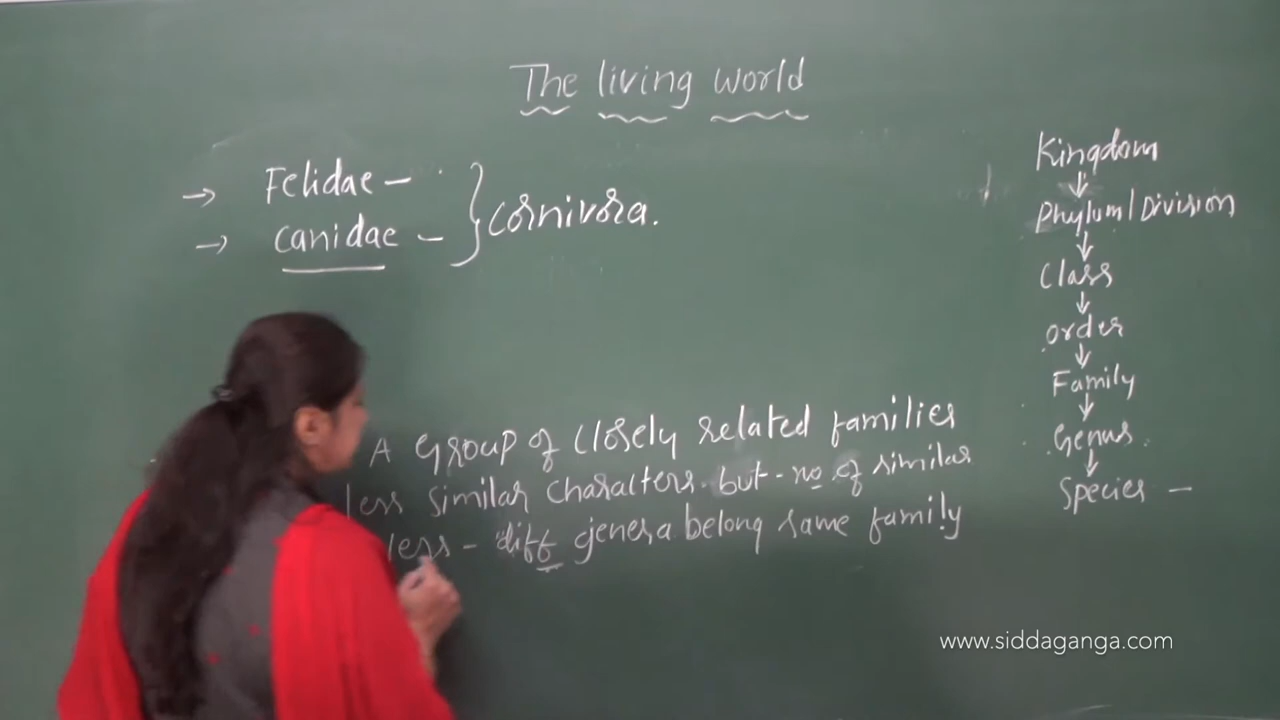 The living world
→ Felidae –
→ canidae –
} Cornivora.
A Group of Closely related families
less similar characters but - no of similar
less - diff genera belong same family
Kingdom
↓
Phylum/Division
↓
Class
↓
order
↓
Family
↓
Genus
↓
Species –
www.siddaganga.com